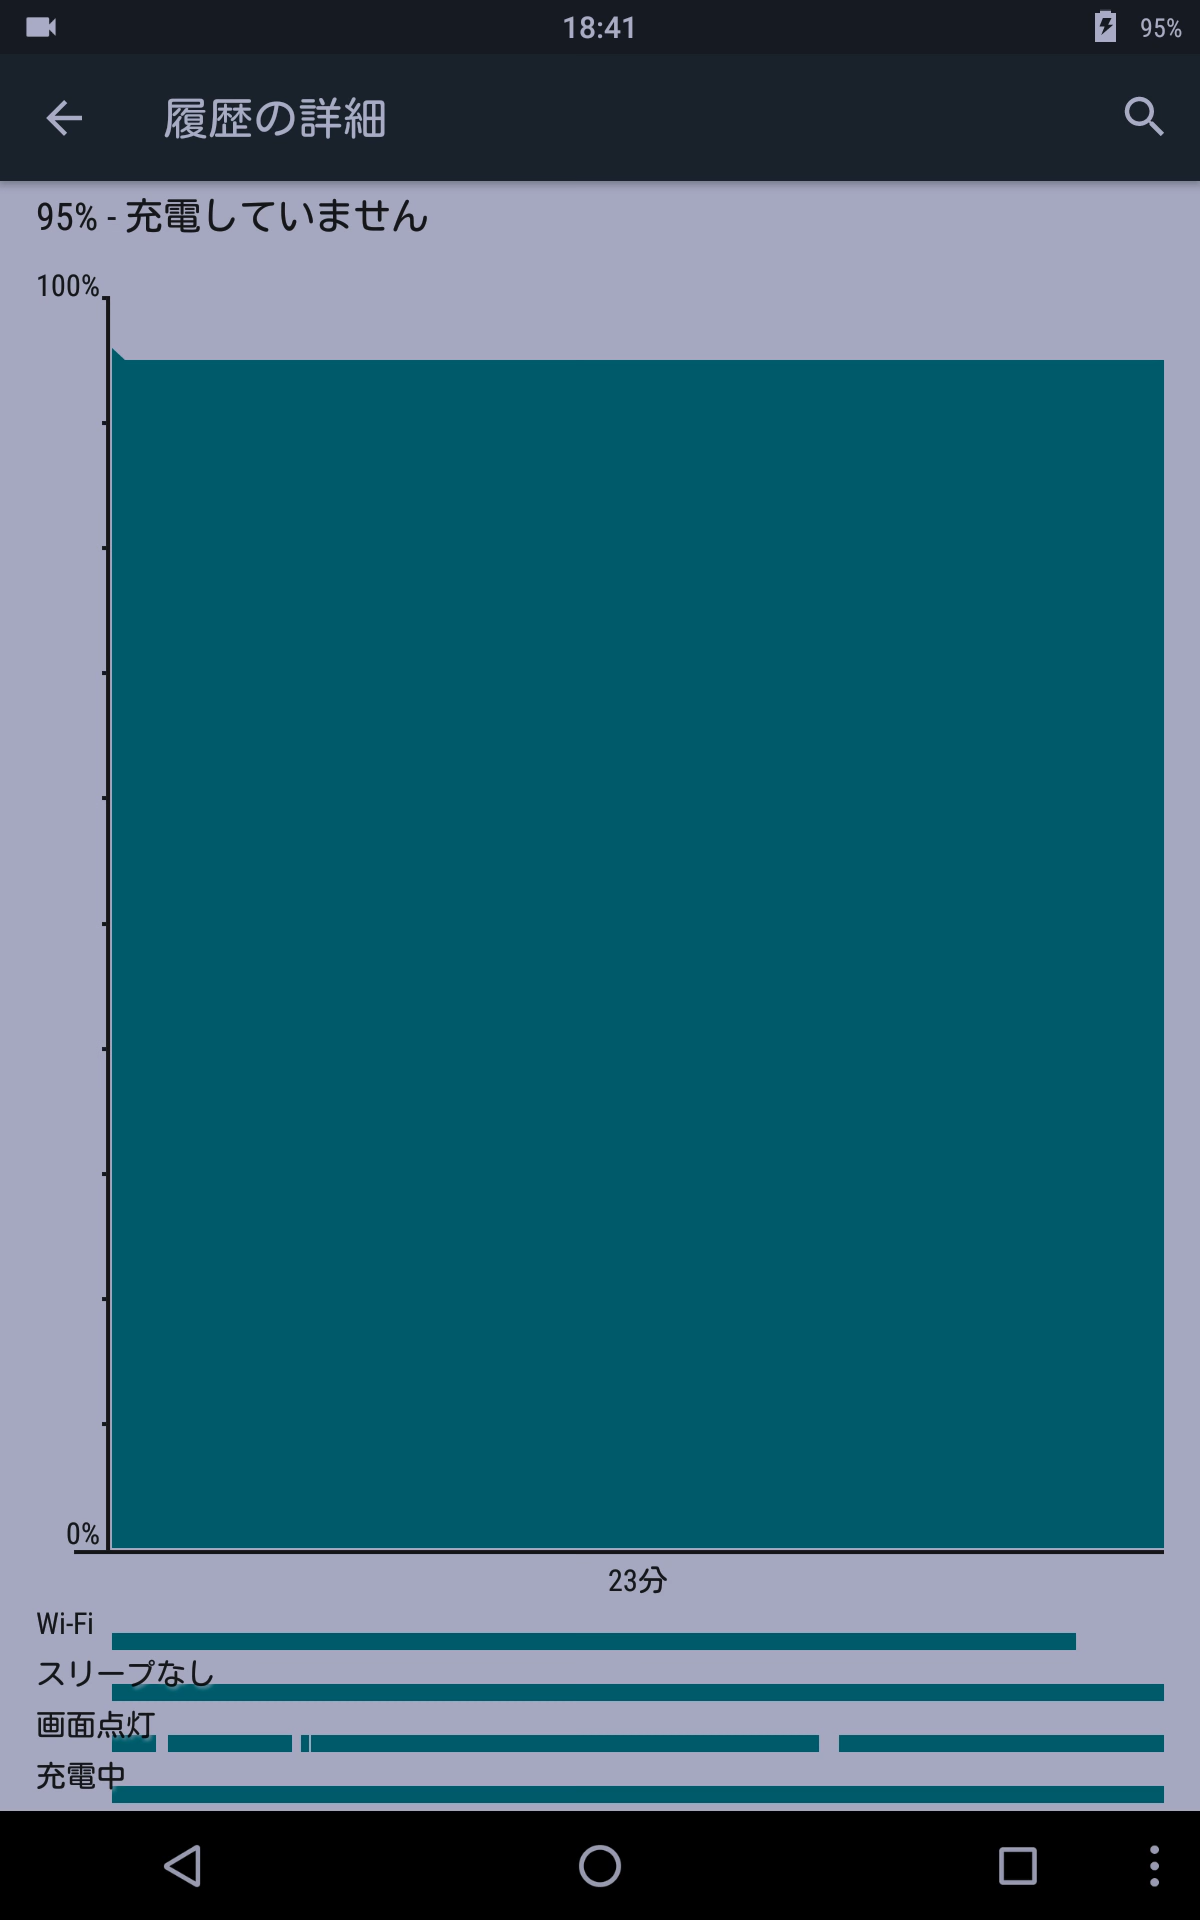 18:41
95%
履歴の詳細
95% - 充電していません
100%
0%
23分
Wi-Fi
スリープなし
画面点灯
充電中